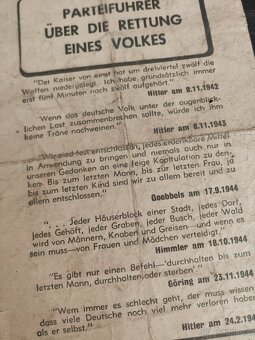 PARTEIFÜHRER
ÜBER DIE RETTUNG
EINES VOLKES
"Der Kaiser von einst hat um dreiviertel zwölf die
Waffen niedergelegt. Ich habe grundsätzlich immer
erst fünf Minuten nach zwölf aufgehört."
Hitler am 8.11.1942
"Wenn das deutsche Volk unter der augenblick-
lichen Last zusammenbrechen sollte, würde ich ihm
keine Träne nachweinen."
Hitler am 8.11.1943
"Wir sind fest entschlossen, jedes erdenkbare Mittel
in Anwendung zu bringen und niemals auch nur in
unseren Gedanken an eine feige Kapitulation zu den-
ken. Bis zum letzten Mann, bis zur letzten Frau, ja
bis zum letzten Kind sind wir zu allem bereit und zu
allem entschlossen."
Goebbels am 17.9.1944
". . . Jeder Häuserblock einer Stadt, jedes Dorf,
jedes Gehöft, jeder Graben, jeder Busch, jeder Wald
wird von Männern, Knaben und Greisen—und wenn es
sein muss—von Frauen und Mädchen verteidigt."
Himmler am 18.10.1944
"Es gibt nur einen Befehl—'durchhalten bis zum
letzten Mann, durchhalten oder sterben'."
Göring am 23.11.1944
"Wem immer es schlecht geht, der muss wissen
dass viele Deutsche noch viel mehr verloren haben
als er selbst."
Hitler am 24.2.194